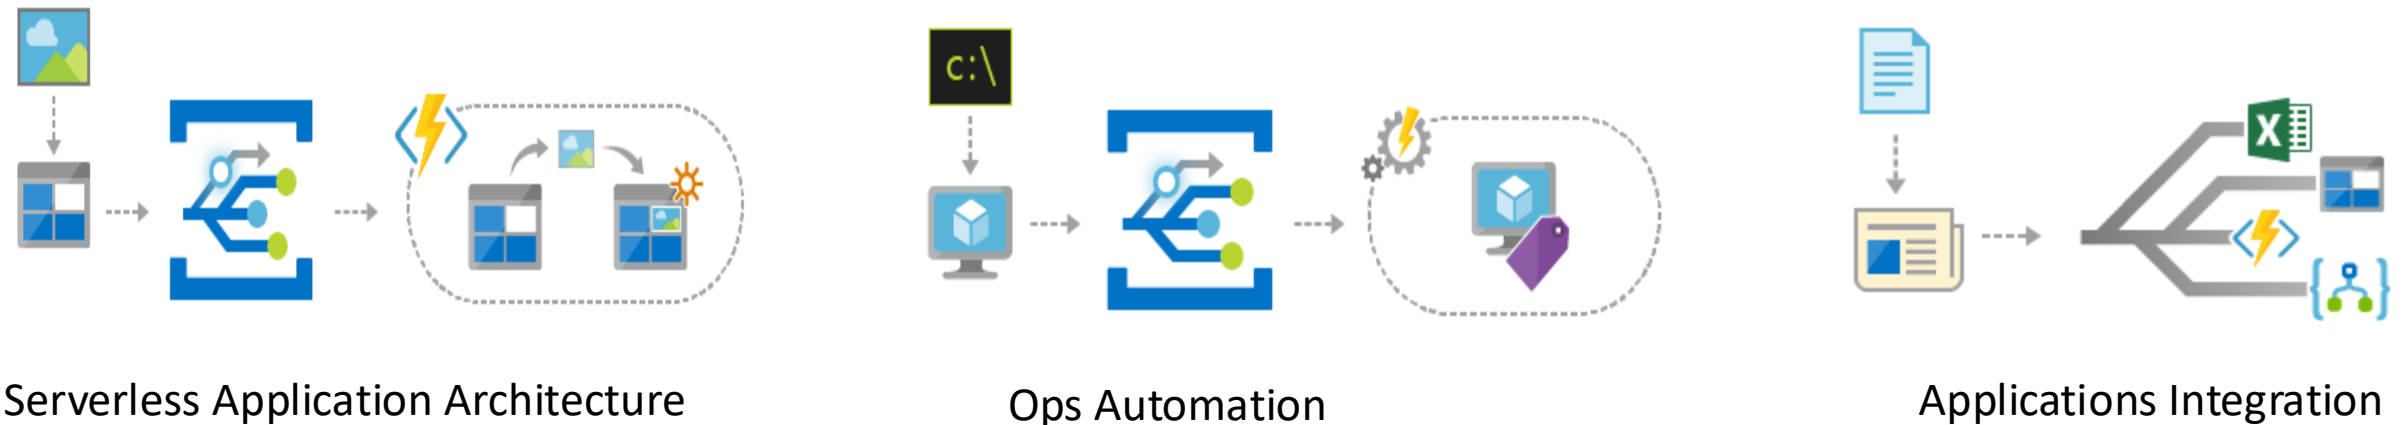 c:\
X
Serverless Application Architecture
Ops Automation
Applications Integration